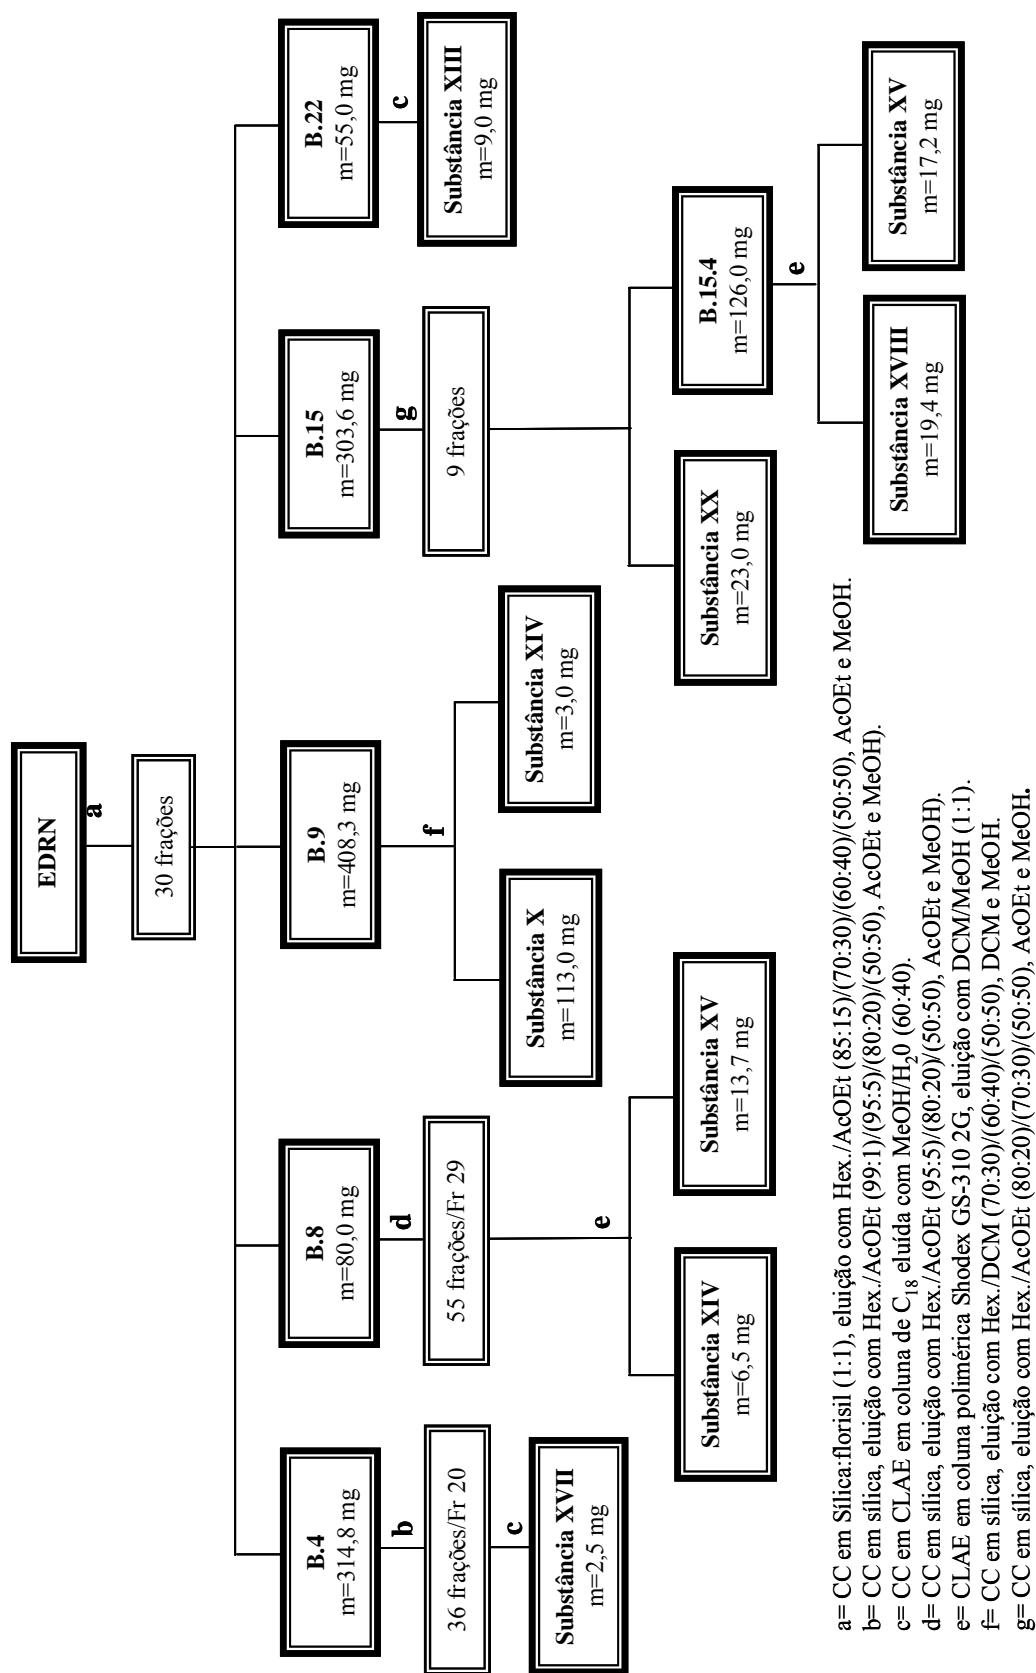 EDRN
a
30 frações
B.4
m=314,8 mg
B.8
m=80,0 mg
B.9
m=408,3 mg
B.15
m=303,6 mg
B.22
m=55,0 mg
b
d
f
g
c
36 frações/Fr 20
55 frações/Fr 29
Substância X
m=113,0 mg
Substância XIV
m=3,0 mg
9 frações
Substância XIII
m=9,0 mg
c
e
Substância XVII
m=2,5 mg
Substância XIV
m=6,5 mg
Substância XV
m=13,7 mg
Substância XX
m=23,0 mg
B.15.4
m=126,0 mg
e
Substância XVIII
m=19,4 mg
Substância XV
m=17,2 mg
a= CC em Sílica:florisil (1:1), eluição com Hex./AcOEt (85:15)/(70:30)/(60:40)/(50:50), AcOEt e MeOH.
b= CC em sílica, eluição com Hex./AcOEt (99:1)/(95:5)/(80:20)/(50:50), AcOEt e MeOH).
c= CC em CLAE em coluna de C18 eluída com MeOH/H20 (60:40).
d= CC em sílica, eluição com Hex./AcOEt (95:5)/(80:20)/(50:50), AcOEt e MeOH).
e= CLAE em coluna polimérica Shodex GS-310 2G, eluição com DCM/MeOH (1:1).
f= CC em sílica, eluição com Hex./DCM (70:30)/(60:40)/(50:50), DCM e MeOH.
g= CC em sílica, eluição com Hex./AcOEt (80:20)/(70:30)/(50:50), AcOEt e MeOH.